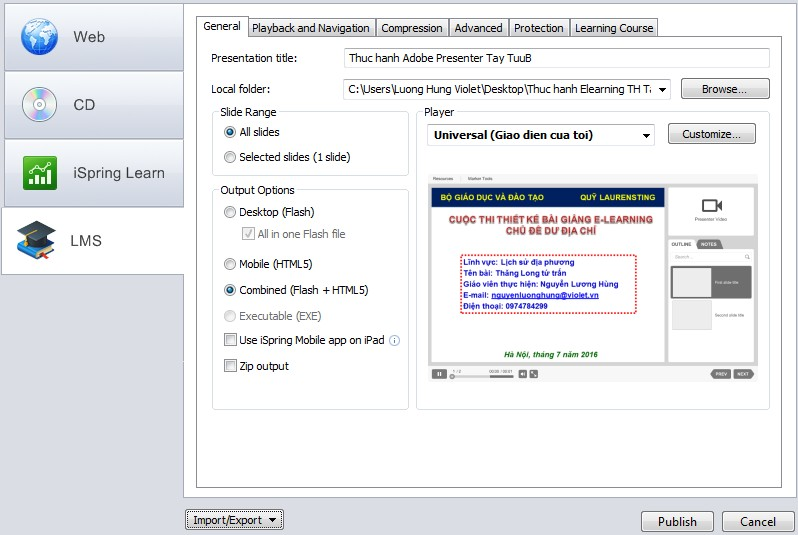 Web
CD
iSpring Learn
LMS
General
Playback and Navigation
Compression
Advanced
Protection
Learning Course
Presentation title:
Thuc hanh Adobe Presenter Tay TuuB
Local folder:
C:\Users\Luong Hung Violet\Desktop\Thuc hanh Elearning TH Ta
Browse...
Slide Range
All slides
Selected slides (1 slide)
Output Options
Desktop (Flash)
All in one Flash file
Mobile (HTML5)
Combined (Flash + HTML5)
Executable (EXE)
Use iSpring Mobile app on iPad
Zip output
Player
Universal (Giao dien cua toi)
Customize...
Resources
Marker Tools
BỘ GIÁO DỤC VÀ ĐÀO TẠO QUỸ LAURENSTING
CUỘC THI THIẾT KẾ BÀI GIẢNG E-LEARNING
CHỦ ĐỀ DƯ ĐỊA CHÍ
Lĩnh vực: Lịch sử địa phương
Tên bài: Thăng Long tứ trấn
Giáo viên thực hiện: Nguyễn Lương Hùng
E-mail: nguyenluonghung@violet.vn
Điện thoại: 0974784299
Hà Nội, tháng 7 năm 2016
Presenter Video
OUTLINE
NOTES
Search...
First slide title
Second slide title
PREV
NEXT
Import/Export
Publish
Cancel